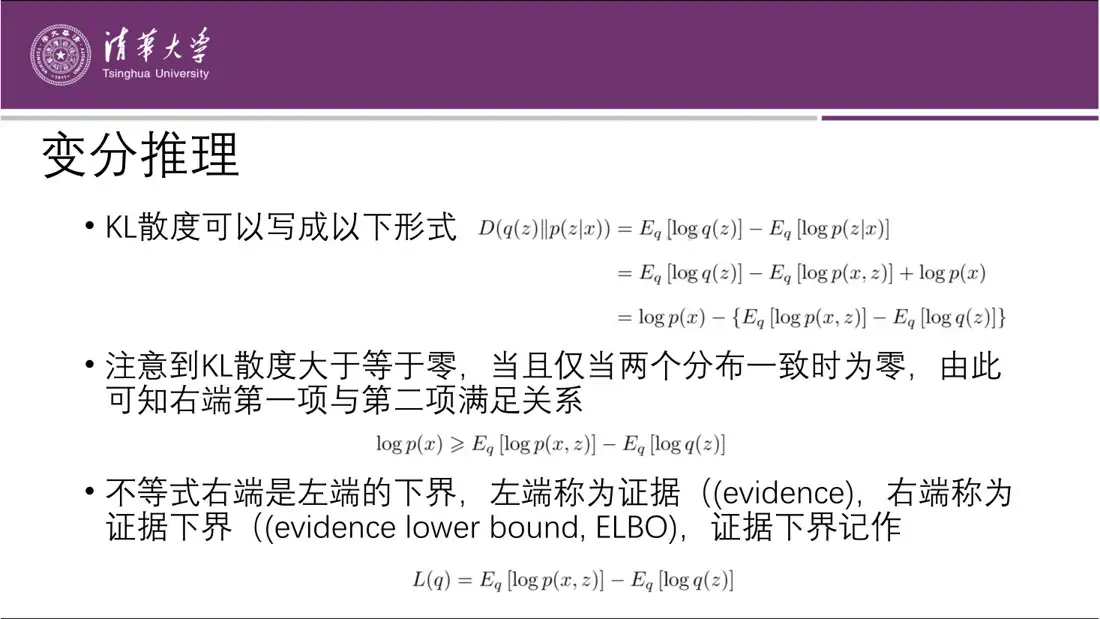 清华大学
Tsinghua University
变分推理
• KL散度可以写成以下形式 D(q(z)∥p(z|x)) = E_q [log q(z)] − E_q [log p(z|x)]
= E_q [log q(z)] − E_q [log p(x, z)] + log p(x)
= log p(x) − {E_q [log p(x, z)] − E_q [log q(z)]}
• 注意到KL散度大于等于零，当且仅当两个分布一致时为零，由此
可知右端第一项与第二项满足关系
log p(x) ⩾ E_q [log p(x, z)] − E_q [log q(z)]
• 不等式右端是左端的下界，左端称为证据（(evidence)，右端称为
证据下界（(evidence lower bound, ELBO)，证据下界记作
L(q) = E_q [log p(x, z)] − E_q [log q(z)]